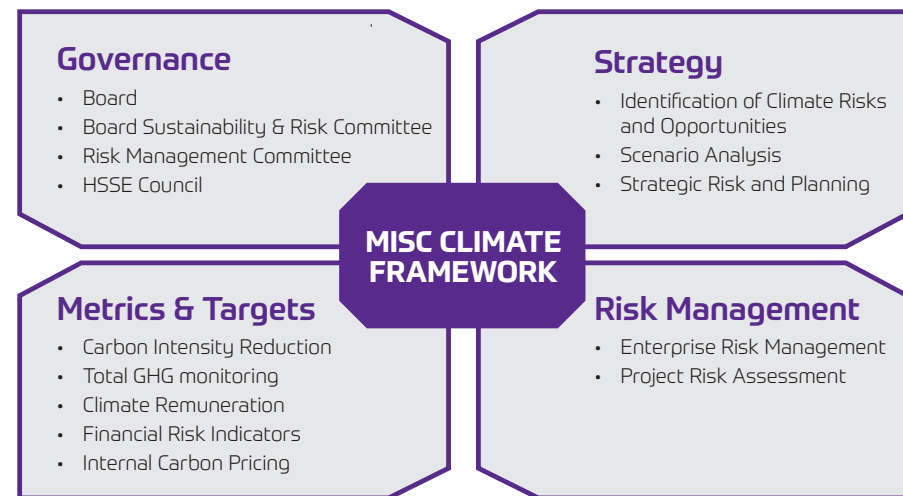 Governance
• Board
• Board Sustainability & Risk Committee
• Risk Management Committee
• HSSE Council
Strategy
• Identification of Climate Risks
and Opportunities
• Scenario Analysis
• Strategic Risk and Planning
MISC CLIMATE
FRAMEWORK
Metrics & Targets
• Carbon Intensity Reduction
• Total GHG monitoring
• Climate Remuneration
• Financial Risk Indicators
• Internal Carbon Pricing
Risk Management
• Enterprise Risk Management
• Project Risk Assessment